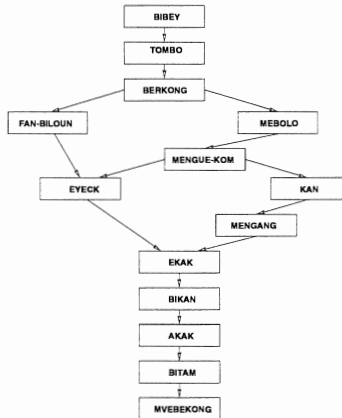 BIBEY
TOMBO
BERKONG
FAN-BILOUN
MEBOLO
MENGUE-KOM
EYECK
KAN
MENGANG
EKAK
BIKAN
AKAK
BITAM
MVEBEKONG